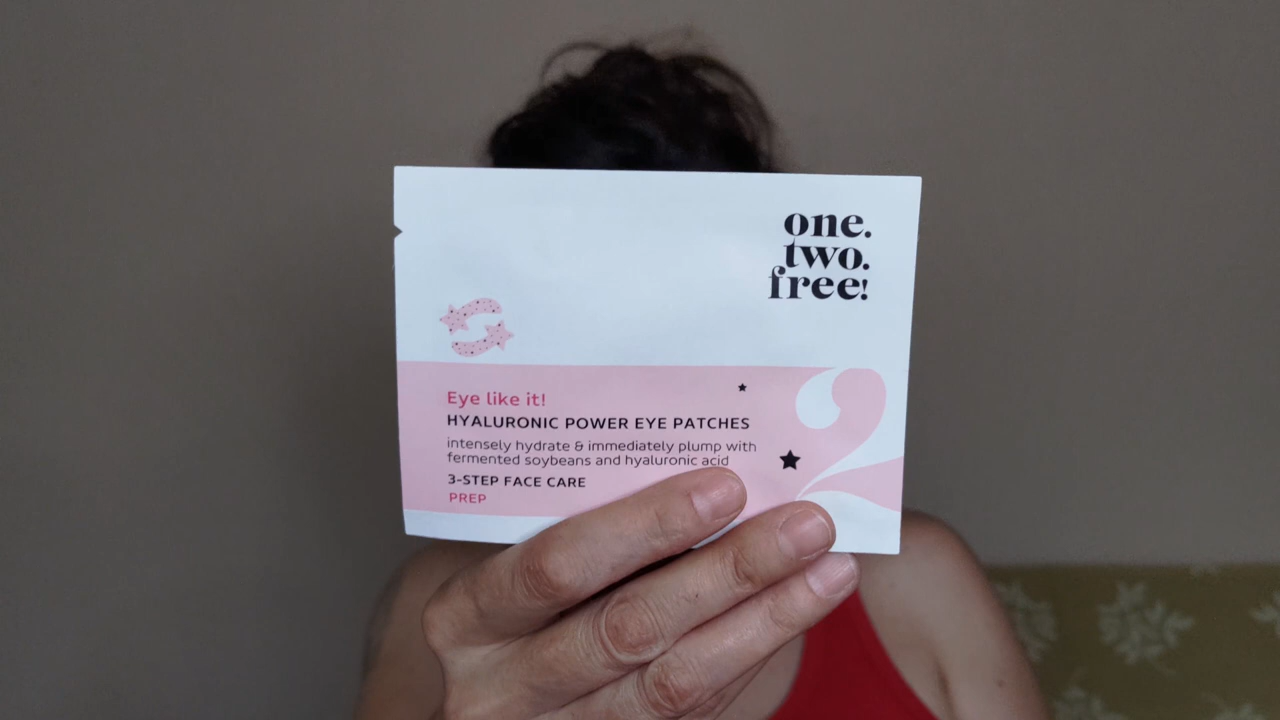 one.
two.
free!
Eye like it!
HYALURONIC POWER EYE PATCHES
intensely hydrate & immediately plump with
fermented soybeans and hyaluronic acid
3-STEP FACE CARE
PREP
2